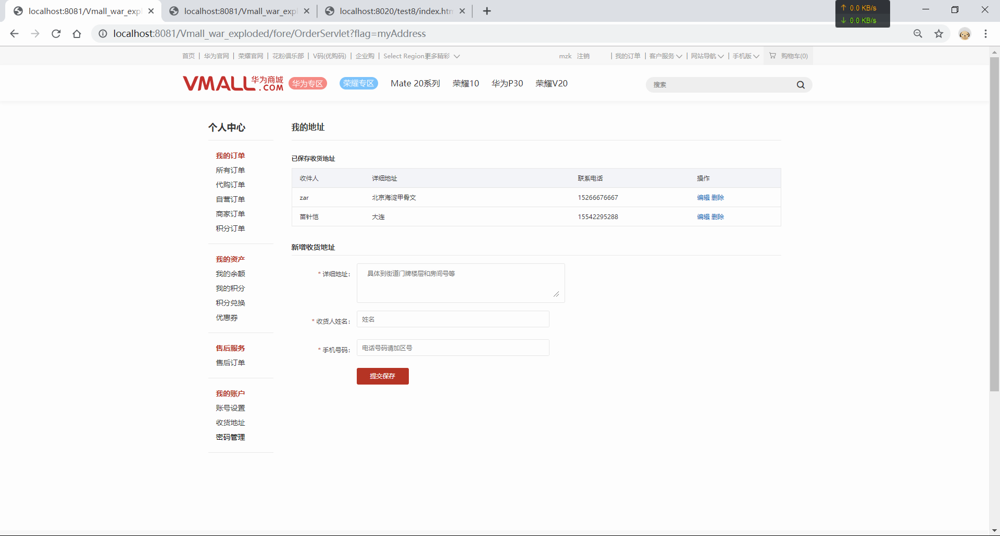 localhost:8081/Vmall_war_expl
localhost:8081/Vmall_war_expl
localhost:8020/test8/index.htm
↑ 0.0 KB/s
↓ 0.0 KB/s
localhost:8081/Vmall_war_exploded/fore/OrderServlet?flag=myAddress
首页 | 华为官网 | 荣耀官网 | 花粉俱乐部 | V码(优购码) | 企业购 | Select Region更多精彩
mzk 注销 | 我的订单 | 客户服务 | 网站导航 | 手机版 购物车(0)
VMALL华为商城.COM 华为专区 荣耀专区 Mate 20系列 荣耀10 华为P30 荣耀V20 搜索
个人中心
我的订单
所有订单
代购订单
自营订单
商家订单
积分订单
我的资产
我的余额
我的积分
积分兑换
优惠券
售后服务
售后订单
我的账户
账号设置
收货地址
密码管理
我的地址
已保存收货地址
收件人 详细地址 联系电话 操作
zar 北京海淀甲骨文 15266676667 编辑 删除
苗针恺 大连 15542295288 编辑 删除
新增收货地址
* 详细地址: 具体到街道门牌楼层和房间号等
* 收货人姓名: 姓名
* 手机号码: 电话号码请加区号
提交保存